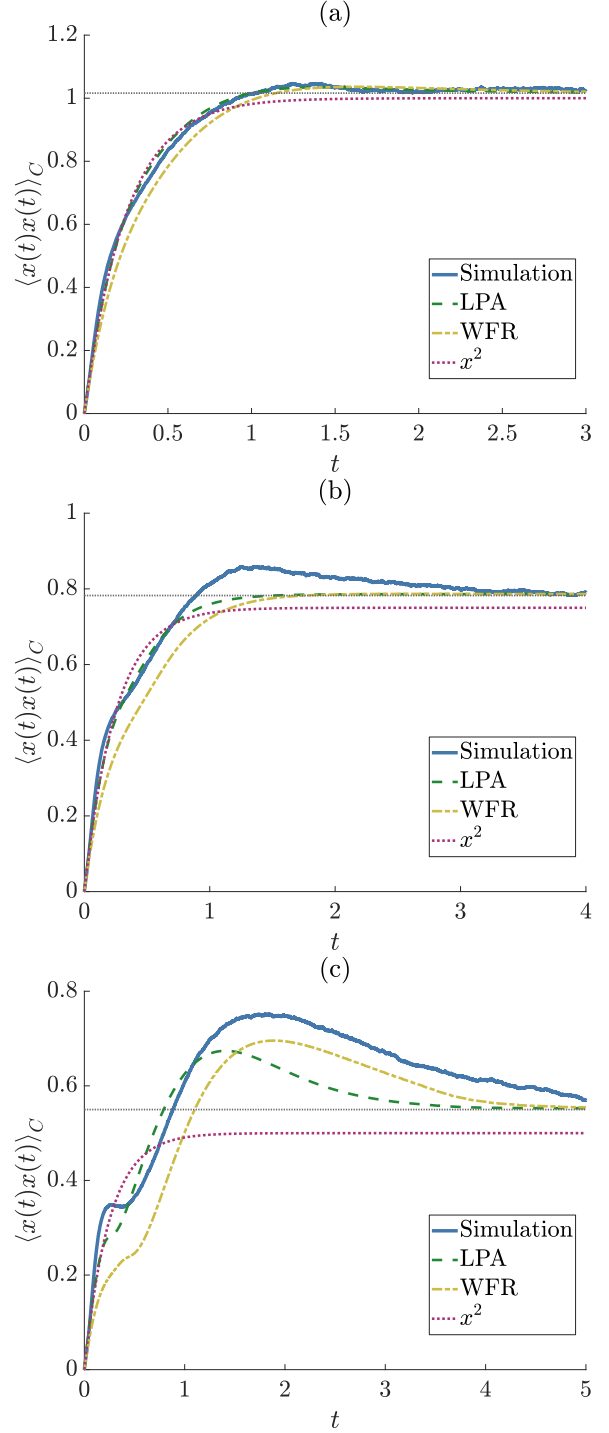 (a)
⟨x(t)x(t)⟩_C
1.2
1
0.8
0.6
0.4
0.2
0
0 0.5 1 1.5 2 2.5 3
t
Simulation
LPA
WFR
x²
(b)
⟨x(t)x(t)⟩_C
1
0.8
0.6
0.4
0.2
0
0 1 2 3 4
t
Simulation
LPA
WFR
x²
(c)
⟨x(t)x(t)⟩_C
0.8
0.6
0.4
0.2
0
0 1 2 3 4 5
t
Simulation
LPA
WFR
x²